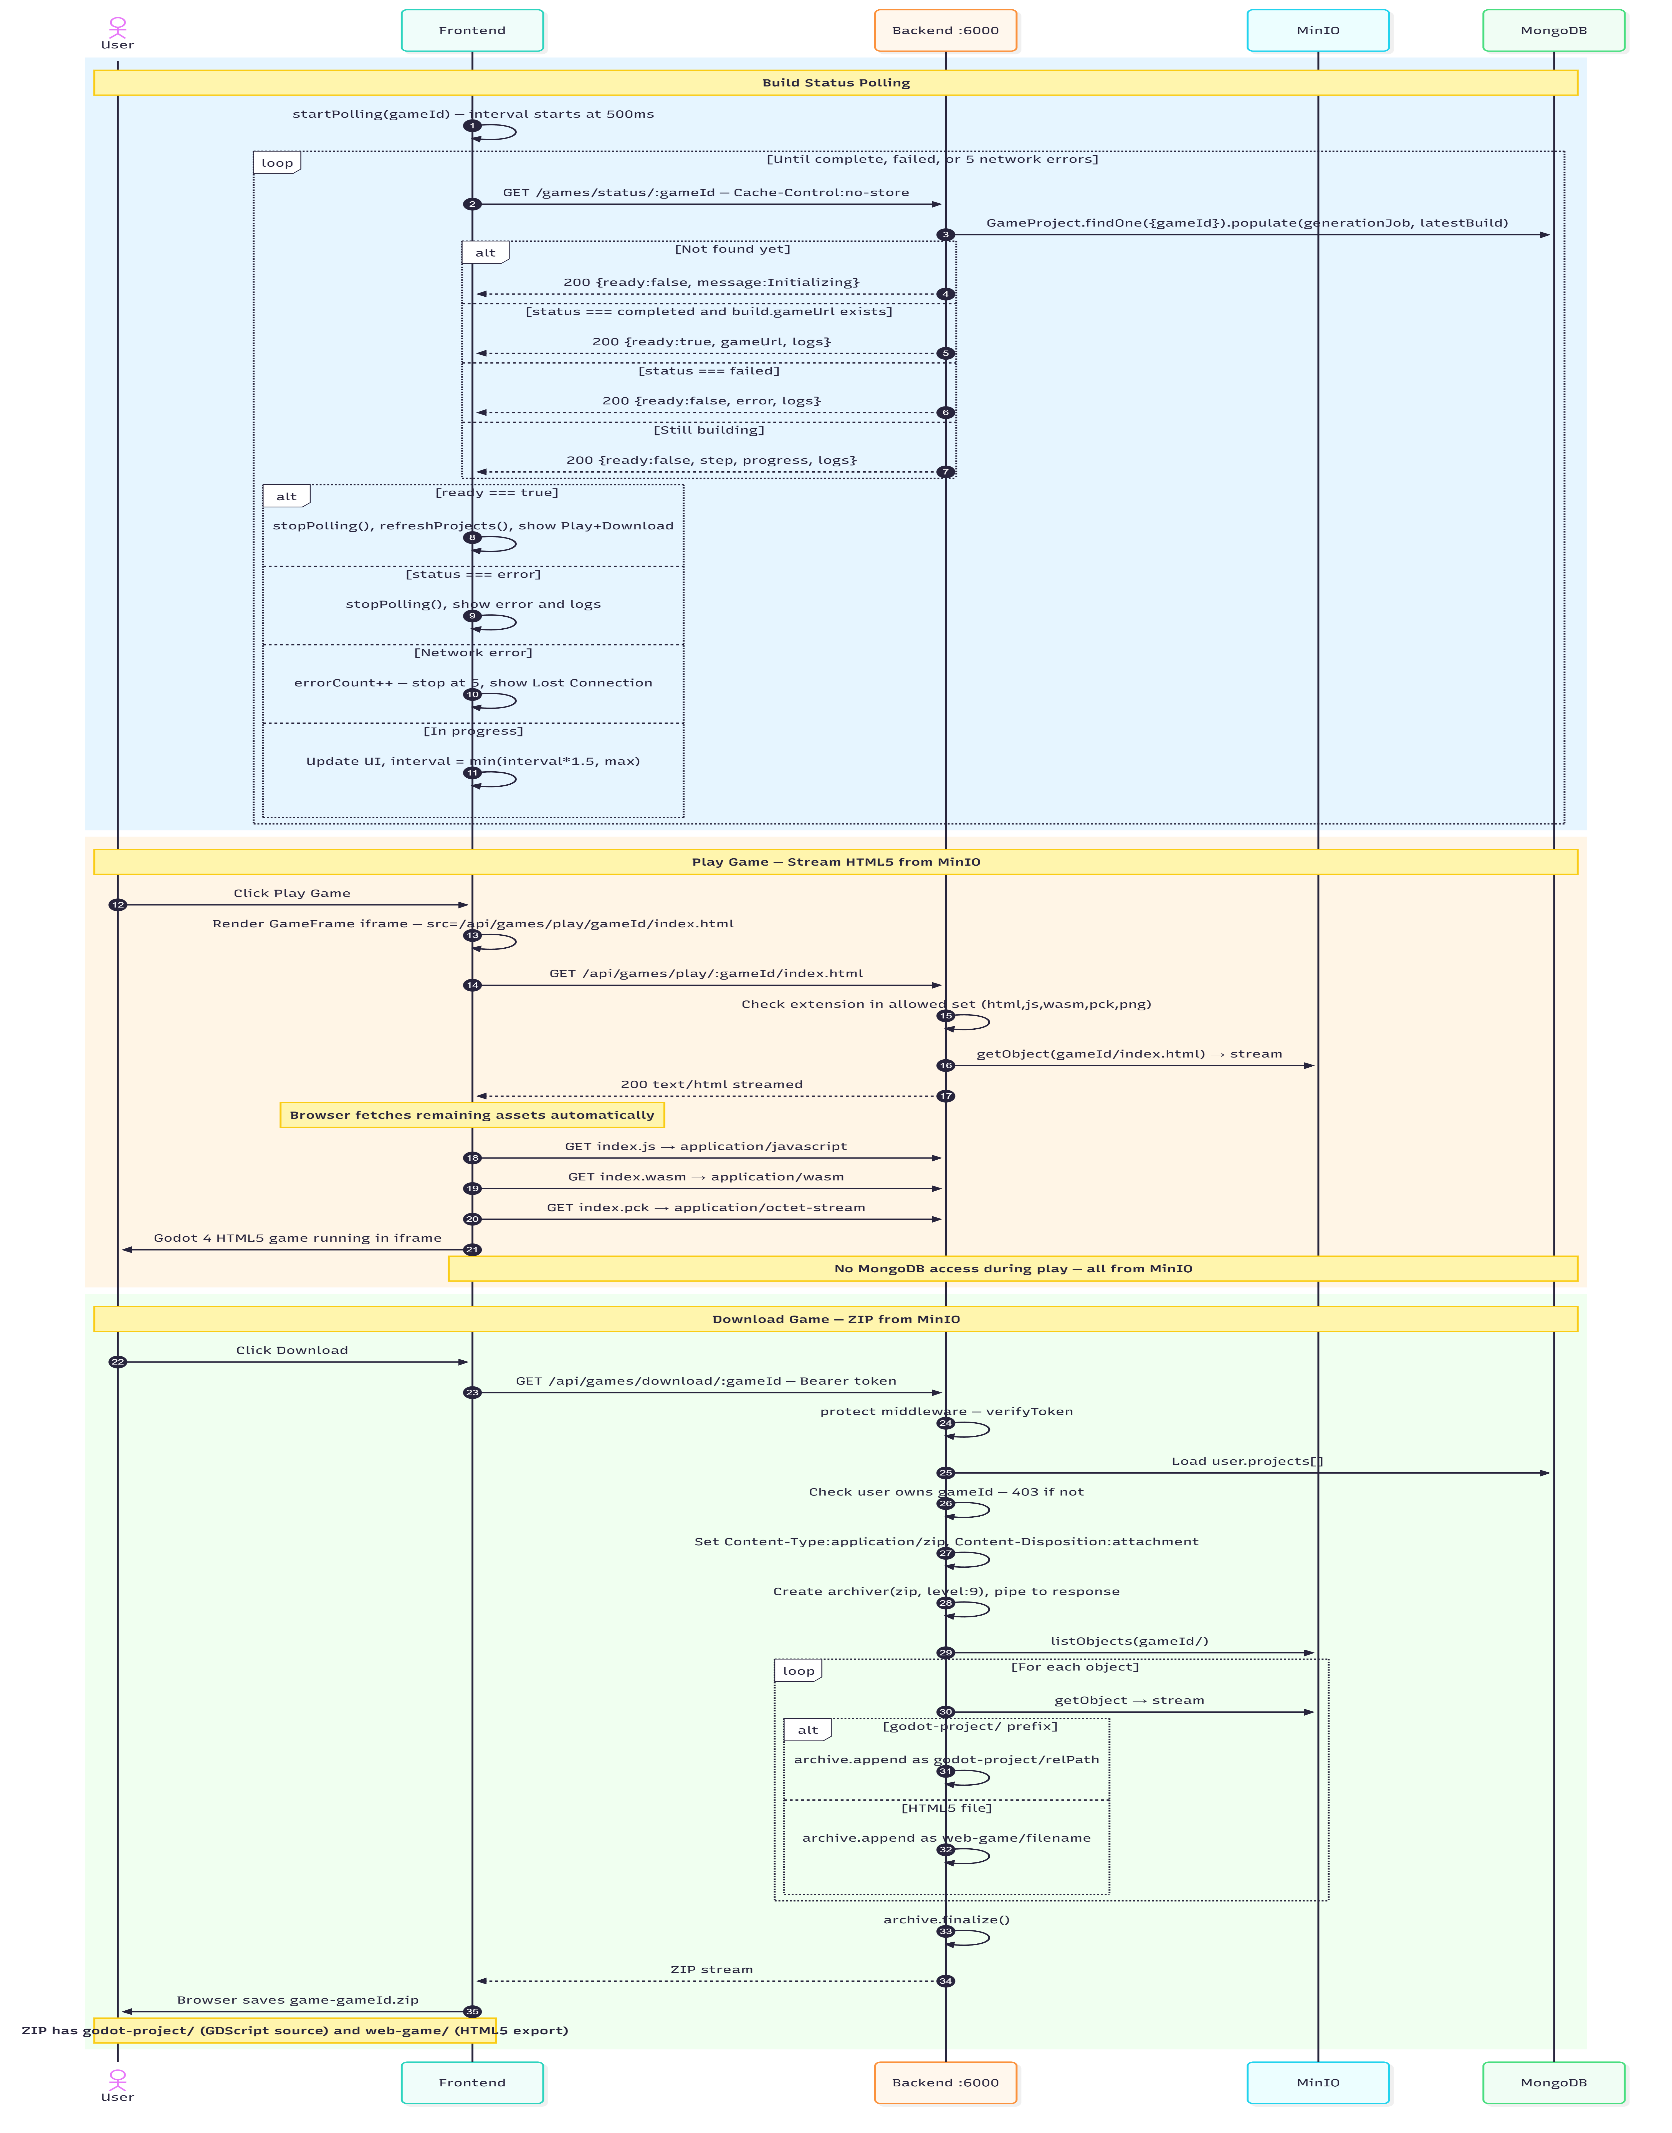 User
Frontend
Backend :6000
MinIO
MongoDB
Build Status Polling
startPolling(gameId) — interval starts at 500ms
1
loop
[Until complete, failed, or 5 network errors]
GET /games/status/:gameId — Cache-Control:no-store
2
GameProject.findOne({gameId}).populate(generationJob, latestBuild)
3
alt
[Not found yet]
200 {ready:false, message:Initializing}
4
[status === completed and build.gameUrl exists]
200 {ready:true, gameUrl, logs}
5
[status === failed]
200 {ready:false, error, logs}
6
[Still building]
200 {ready:false, step, progress, logs}
7
alt
[ready === true]
stopPolling(), refreshProjects(), show Play+Download
8
[status === error]
stopPolling(), show error and logs
9
[Network error]
errorCount++ — stop at 5, show Lost Connection
10
[In progress]
Update UI, interval = min(interval*1.5, max)
11
Play Game — Stream HTML5 from MinIO
Click Play Game
12
Render GameFrame iframe — src=/api/games/play/gameId/index.html
13
GET /api/games/play/:gameId/index.html
14
Check extension in allowed set (html,js,wasm,pck,png)
15
getObject(gameId/index.html) → stream
16
200 text/html streamed
17
Browser fetches remaining assets automatically
GET index.js → application/javascript
18
GET index.wasm → application/wasm
19
GET index.pck → application/octet-stream
20
Godot 4 HTML5 game running in iframe
21
No MongoDB access during play — all from MinIO
Download Game — ZIP from MinIO
Click Download
22
GET /api/games/download/:gameId — Bearer token
23
protect middleware — verifyToken
24
Load user.projects[]
25
Check user owns gameId — 403 if not
26
Set Content-Type:application/zip, Content-Disposition:attachment
27
Create archiver(zip, level:9), pipe to response
28
listObjects(gameId/)
29
loop
[For each object]
getObject → stream
30
alt
[godot-project/ prefix]
archive.append as godot-project/relPath
31
[HTML5 file]
archive.append as web-game/filename
32
archive.finalize()
33
ZIP stream
34
Browser saves game-gameId.zip
35
ZIP has godot-project/ (GDScript source) and web-game/ (HTML5 export)
User
Frontend
Backend :6000
MinIO
MongoDB